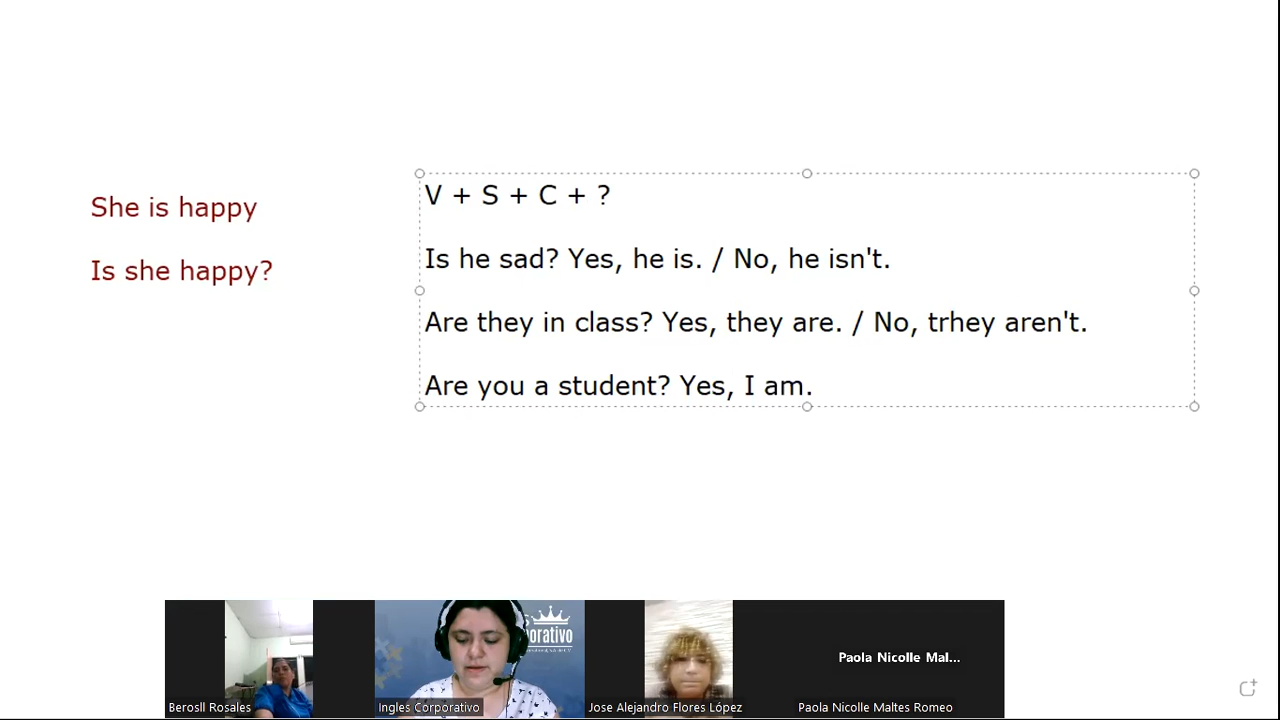 She is happy
Is she happy?
V + S + C + ?
Is he sad? Yes, he is. / No, he isn't.
Are they in class? Yes, they are. / No, trhey aren't.
Are you a student? Yes, I am.
orporativo
Paola Nicolle Mal...
Berosll Rosales
Ingles Corporativo
Jose Alejandro Flores López
Paola Nicolle Maltes Romeo